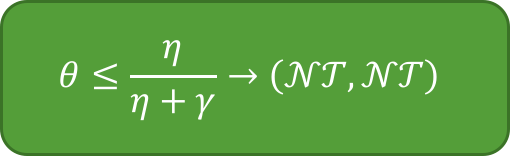 θ ≤ η / (η + γ) → (𝒩𝒯, 𝒩𝒯)